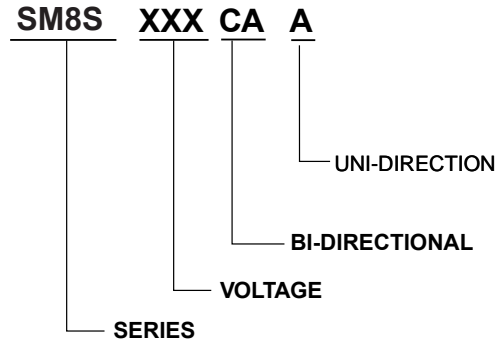 SM8S XXX CA A
UNI-DIRECTION
BI-DIRECTIONAL
VOLTAGE
SERIES